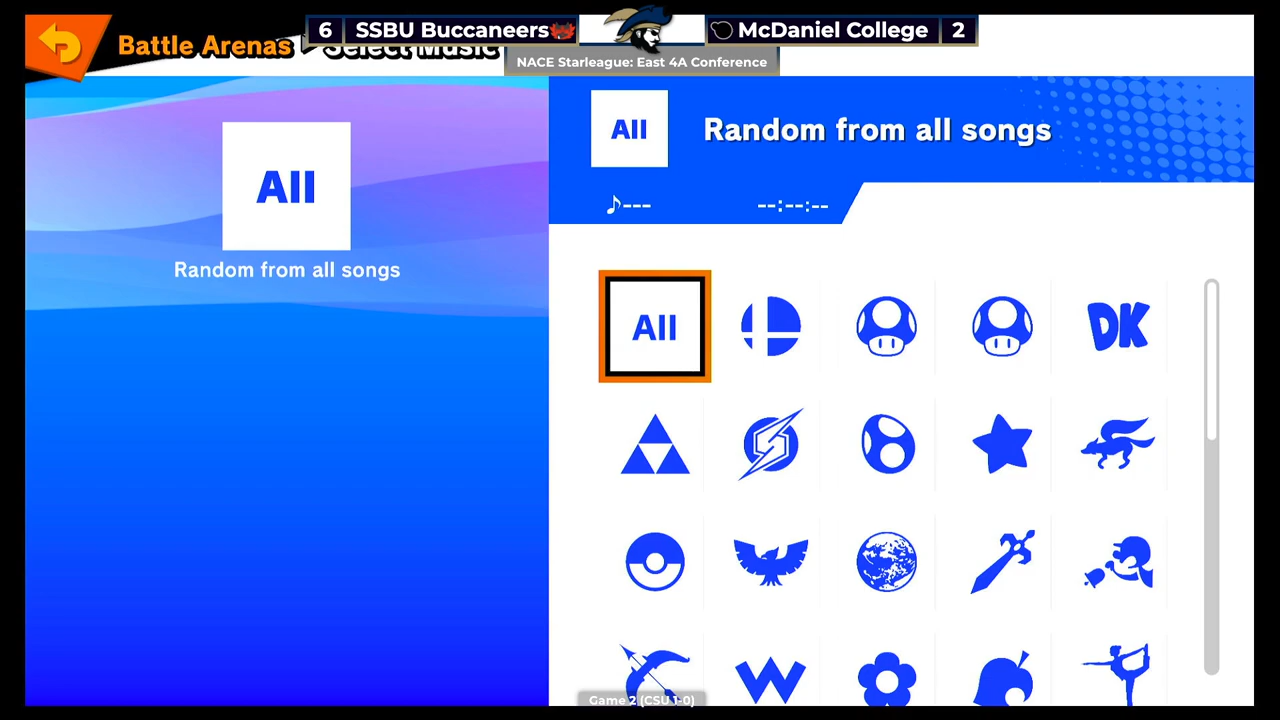 6 SSBU Buccaneers McDaniel College 2
Battle Arenas Select Music
NACE Starleague: East 4A Conference
All
Random from all songs
All
Random from all songs
♪--- --:--:--
All
DK
Game 2 (CSU 1-0)